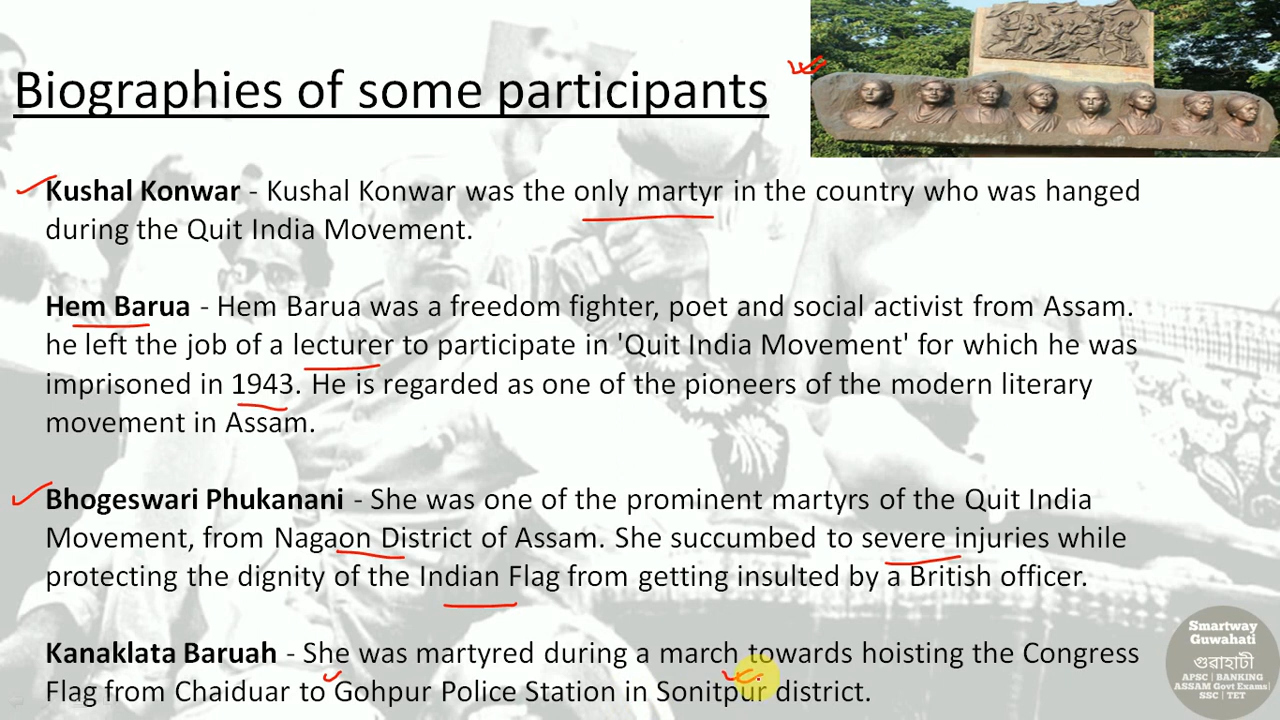 Biographies of some participants
Kushal Konwar - Kushal Konwar was the only martyr in the country who was hanged
during the Quit India Movement.
Hem Barua - Hem Barua was a freedom fighter, poet and social activist from Assam.
he left the job of a lecturer to participate in 'Quit India Movement' for which he was
imprisoned in 1943. He is regarded as one of the pioneers of the modern literary
movement in Assam.
Bhogeswari Phukanani - She was one of the prominent martyrs of the Quit India
Movement, from Nagaon District of Assam. She succumbed to severe injuries while
protecting the dignity of the Indian Flag from getting insulted by a British officer.
Kanaklata Baruah - She was martyred during a march towards hoisting the Congress
Flag from Chaiduar to Gohpur Police Station in Sonitpur district.
Smartway
Guwahati
গুৱাহাটী
APSC | BANKING
ASSAM Govt Exams|
SSC | TET